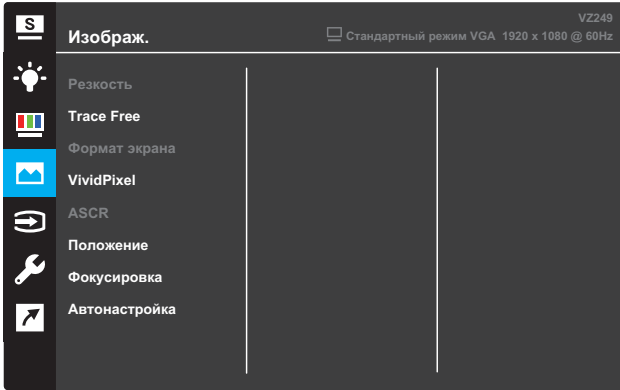 S
VZ249
Изображ.
Стандартный режим VGA 1920 x 1080 @ 60Hz
Резкость
Trace Free
Формат экрана
VividPixel
ASCR
Положение
Фокусировка
Автонастройка